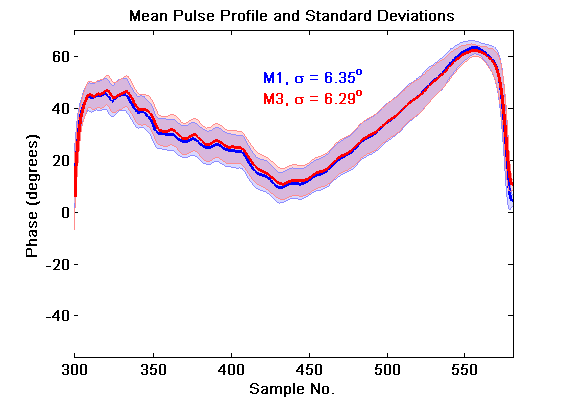 Mean Pulse Profile and Standard Deviations
M1, σ = 6.35°
M3, σ = 6.29°
Phase (degrees)
60
40
20
0
-20
-40
300 350 400 450 500 550
Sample No.